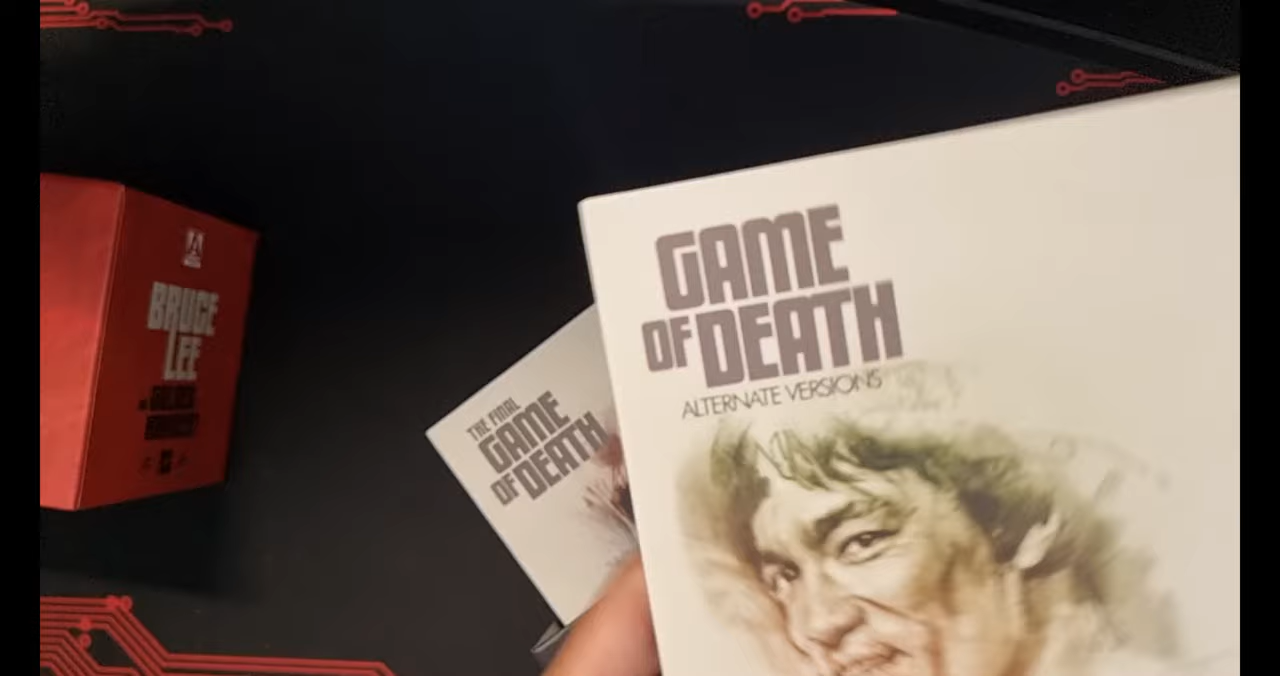 BRUCE
LEE
THE FINAL
GAME
OF DEATH
GAME
OF DEATH
ALTERNATE VERSIONS